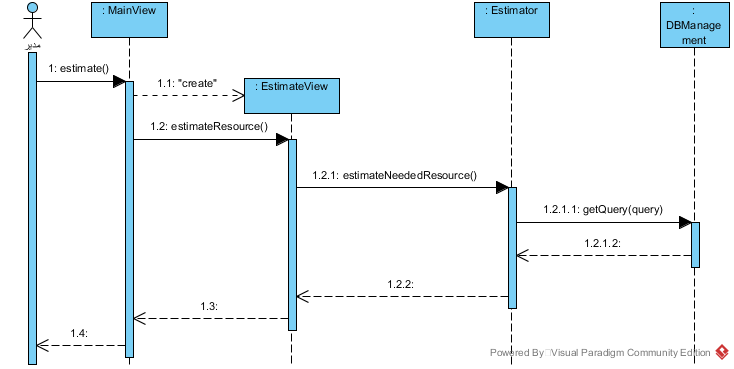 : MainView
: Estimator
:
DBManage
ment
مدیر
1: estimate()
1.1: "create"
: EstimateView
1.2: estimateResource()
1.2.1: estimateNeededResource()
1.2.1.1: getQuery(query)
1.2.1.2:
1.2.2:
1.3:
1.4:
Powered By Visual Paradigm Community Edition